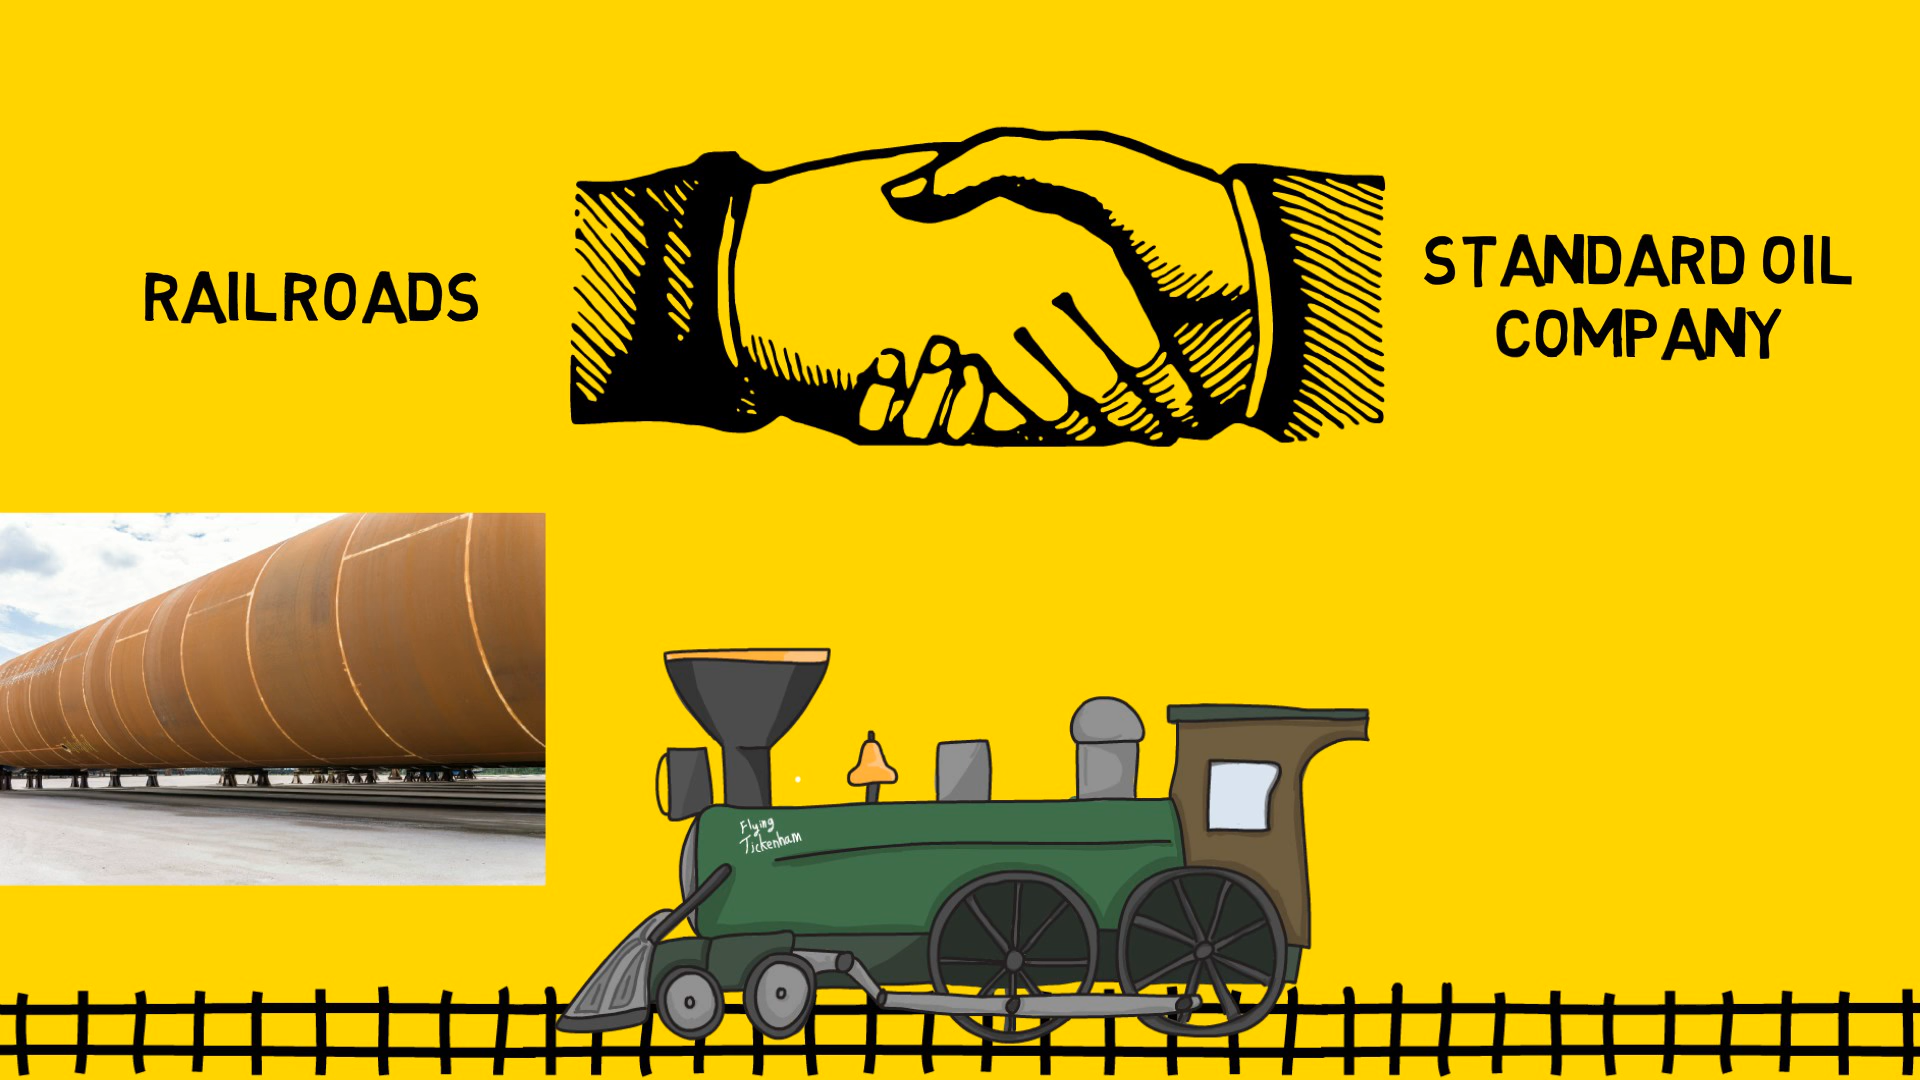 RAILROADS
STANDARD OIL
COMPANY
Flying
Tickenham